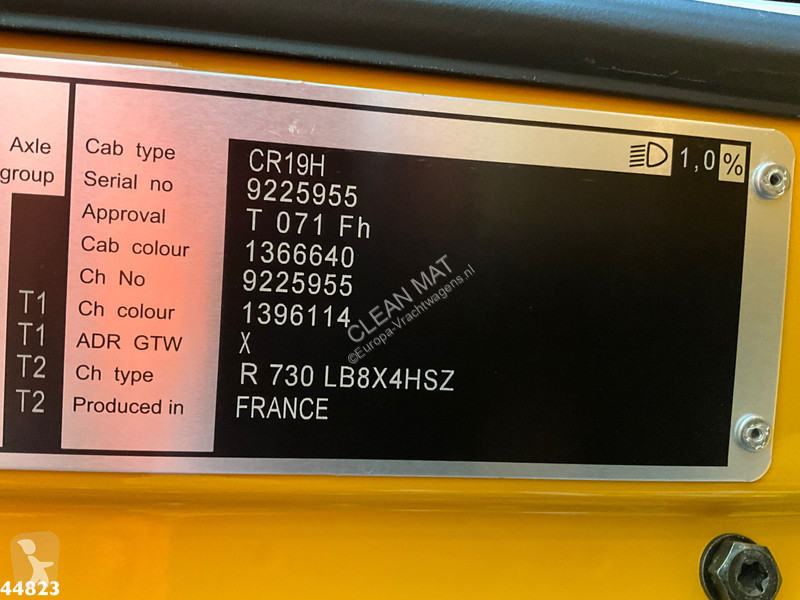 Axle
group
T1
T1
T2
T2
Cab type CR19H
Serial no 9225955
Approval T 071 Fh
Cab colour 1366640
Ch No 9225955
Ch colour 1396114
ADR GTW X
Ch type R 730 LB8X4HSZ
Produced in FRANCE
1,0 %
CLEAN MAT
©Europa-Vrachtwagens.nl
44823